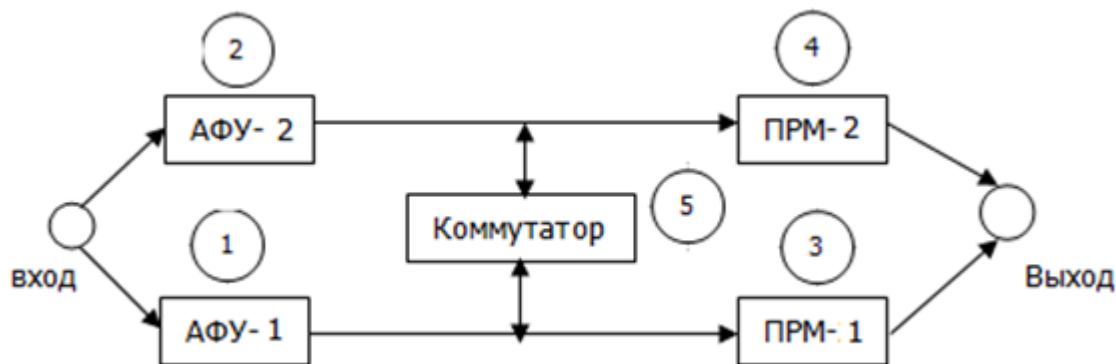 2
4
АФУ- 2
ПРМ- 2
Коммутатор
5
1
3
вход
Выход
АФУ- 1
ПРМ- 1